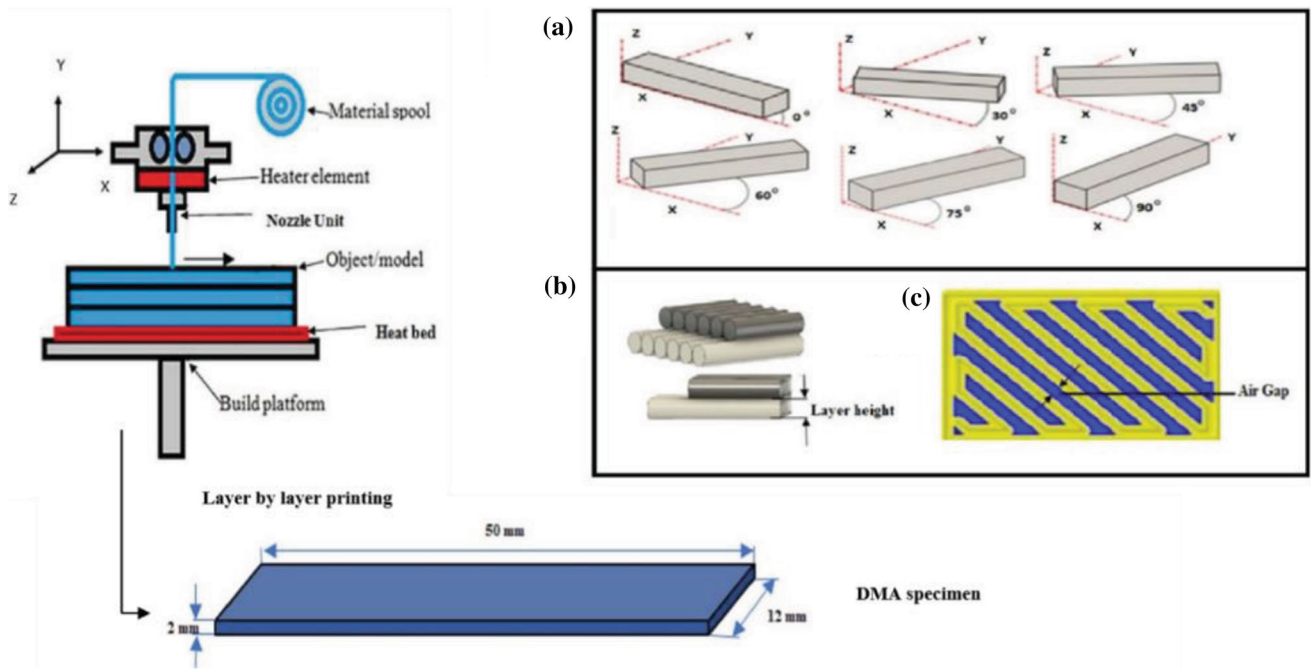 Y
X
Z
Material spool
Heater element
Nozzle Unit
Object/model
Heat bed
Build platform
Layer by layer printing
(a)
Z
Y
X
0°
Z
Y
X
30°
Z
Y
X
45°
Z
Y
X
60°
Z
Y
X
75°
Z
Y
X
90°
(b)
Layer height
(c)
Air Gap
50 mm
2 mm
12 mm
DMA specimen